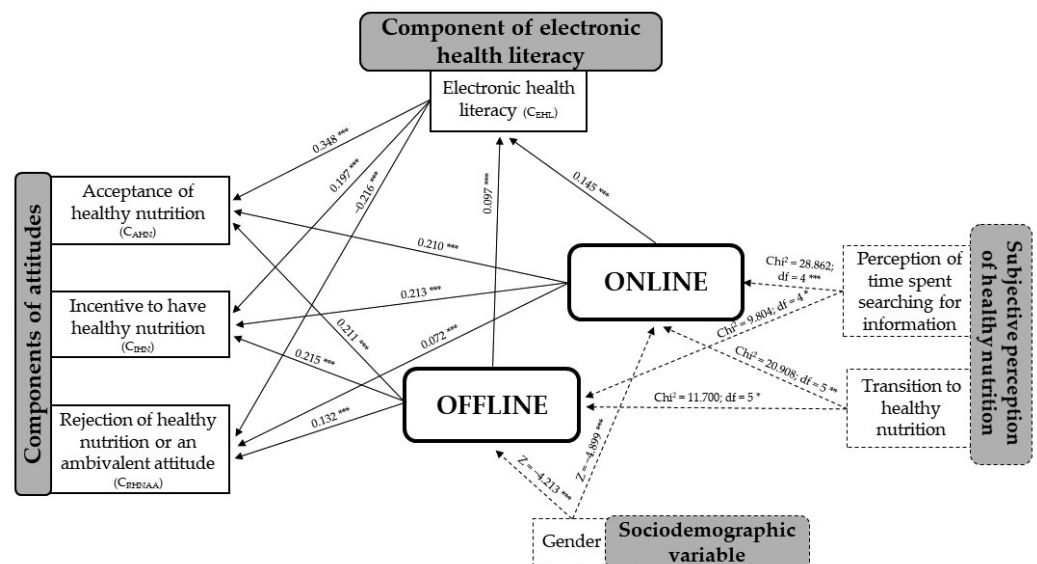 Component of electronic
health literacy
Electronic health
literacy (CEHL)
Components of attitudes
Acceptance of
healthy nutrition
(CAHN)
Incentive to have
healthy nutrition
(CIHN)
Rejection of healthy
nutrition or an
ambivalent attitude
(CRHNAA)
0.348 ***
0.197 ***
–0.216 ***
0.097 ***
0.145 ***
0.210 ***
0.213 ***
0.072 ***
0.211 ***
0.215 ***
0.132 ***
ONLINE
OFFLINE
Chi² = 28.862;
df = 4 ***
Chi² = 9.804; df = 4 *
Chi² = 20.908; df = 5 **
Chi² = 11.700; df = 5 *
Z = –4.213 ***
Z = –4.899 ***
Perception of
time spent
searching for
information
Transition to
healthy
nutrition
Subjective perception
of healthy nutrition
Gender
Sociodemographic
variable